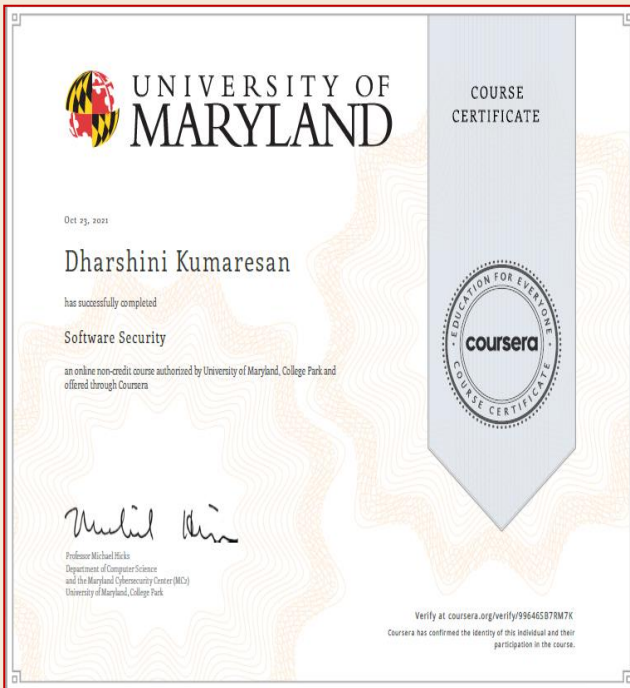 UNIVERSITY OF
MARYLAND
COURSE
CERTIFICATE
Oct 23, 2021
Dharshini Kumaresan
has successfully completed
Software Security
an online non-credit course authorized by University of Maryland, College Park and
offered through Coursera
EDUCATION FOR EVERYONE
coursera
COURSE CERTIFICATE
Professor Michael Hicks
Department of Computer Science
and the Maryland Cybersecurity Center (MC2)
University of Maryland, College Park
Verify at coursera.org/verify/99646SB7RM7K
Coursera has confirmed the identity of this individual and their
participation in the course.